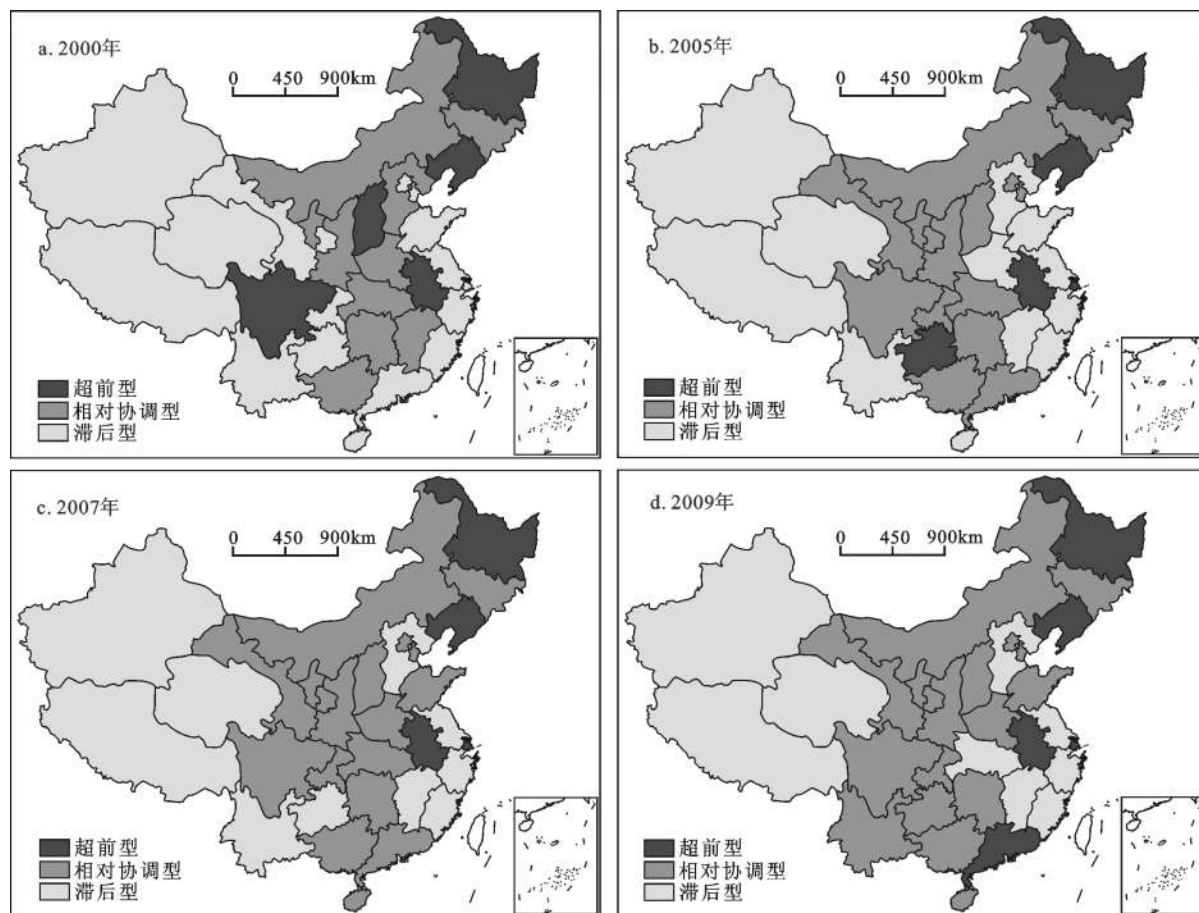 a. 2000年
0 450 900km
超前型
相对协调型
滞后型
b. 2005年
0 450 900km
超前型
相对协调型
滞后型
c. 2007年
0 450 900km
超前型
相对协调型
滞后型
d. 2009年
0 450 900km
超前型
相对协调型
滞后型